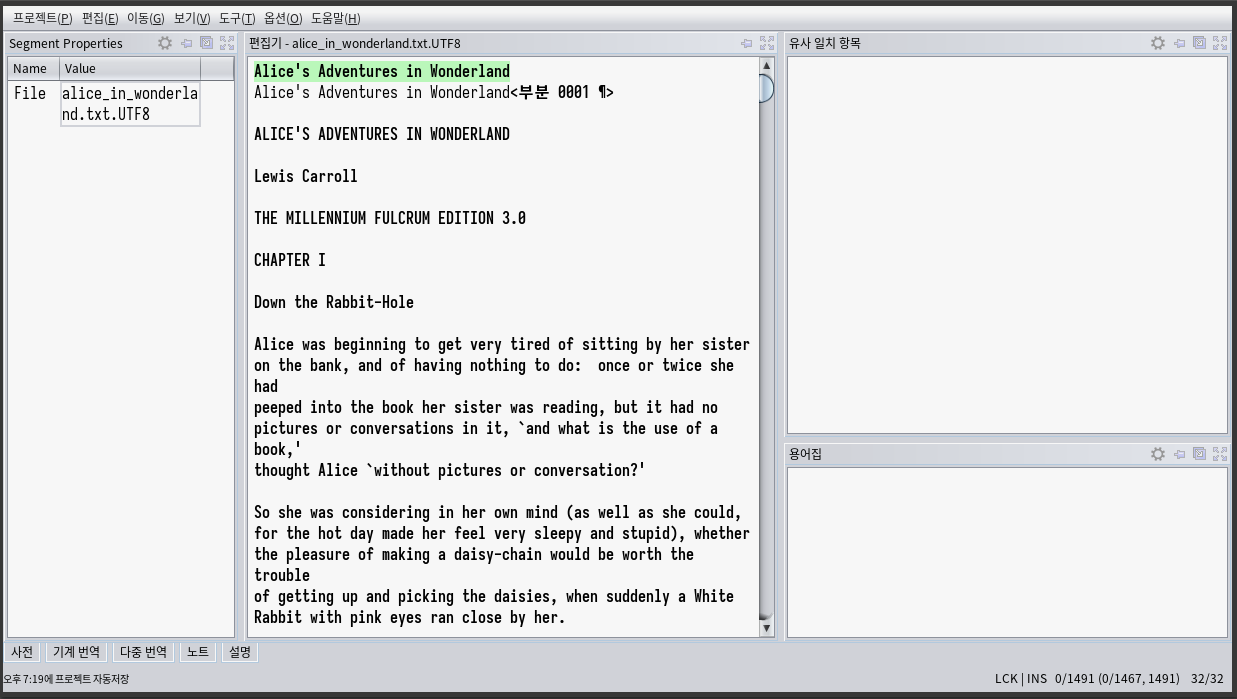 프로젝트(P) 편집(E) 이동(G) 보기(V) 도구(T) 옵션(O) 도움말(H)
Segment Properties
Name Value
File alice_in_wonderla
nd.txt.UTF8
편집기 - alice_in_wonderland.txt.UTF8
Alice's Adventures in Wonderland
Alice's Adventures in Wonderland<부분 0001 ¶>
ALICE'S ADVENTURES IN WONDERLAND
Lewis Carroll
THE MILLENNIUM FULCRUM EDITION 3.0
CHAPTER I
Down the Rabbit-Hole
Alice was beginning to get very tired of sitting by her sister
on the bank, and of having nothing to do:  once or twice she
had
peeped into the book her sister was reading, but it had no
pictures or conversations in it, `and what is the use of a
book,'
thought Alice `without pictures or conversation?'
So she was considering in her own mind (as well as she could,
for the hot day made her feel very sleepy and stupid), whether
the pleasure of making a daisy-chain would be worth the
trouble
of getting up and picking the daisies, when suddenly a White
Rabbit with pink eyes ran close by her.
유사 일치 항목
용어집
사전 기계 번역 다중 번역 노트 설명
오후 7:19에 프로젝트 자동저장
LCK | INS 0/1491 (0/1467, 1491) 32/32